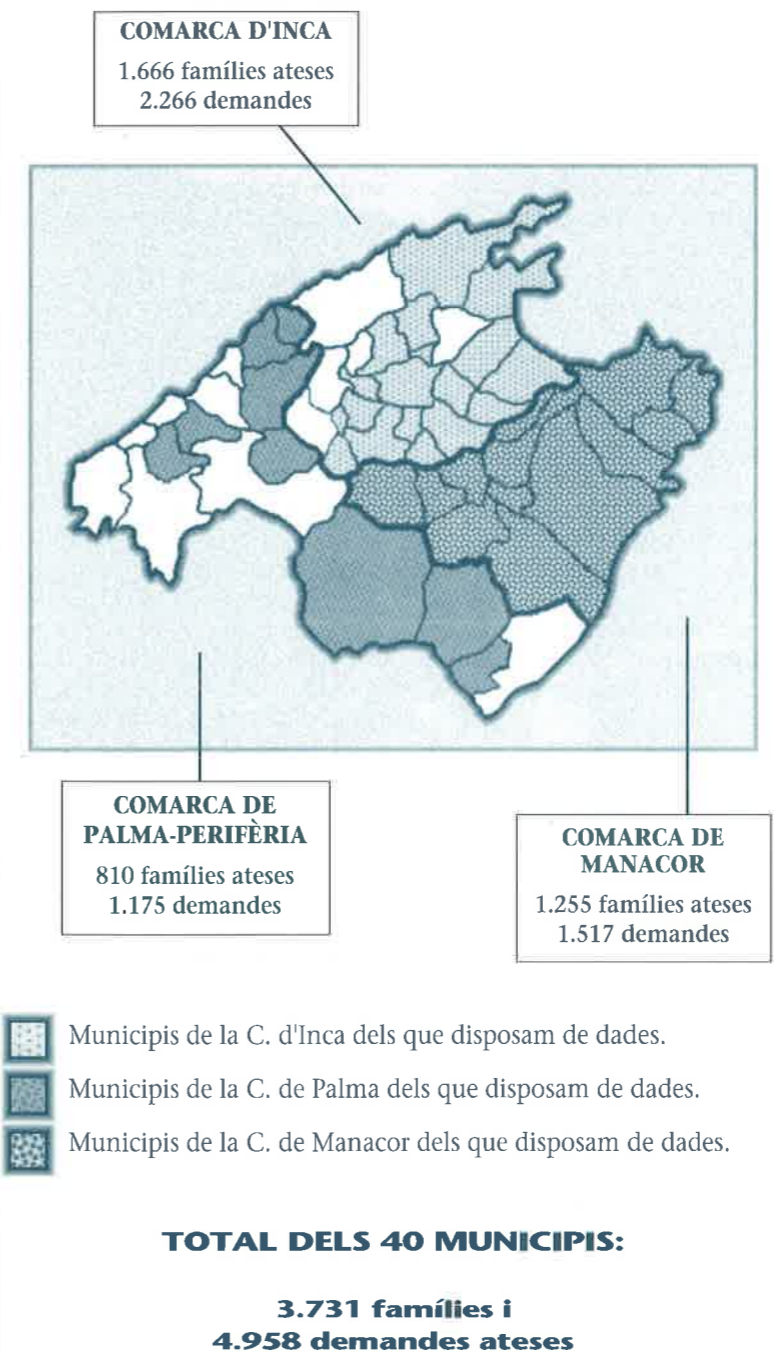 COMARCA D'INCA
1.666 famílies ateses
2.266 demandes
COMARCA DE
PALMA-PERIFÈRIA
810 famílies ateses
1.175 demandes
COMARCA DE
MANACOR
1.255 famílies ateses
1.517 demandes
Municipis de la C. d'Inca dels que disposam de dades.
Municipis de la C. de Palma dels que disposam de dades.
Municipis de la C. de Manacor dels que disposam de dades.
TOTAL DELS 40 MUNICIPIS:
3.731 famílies i
4.958 demandes ateses